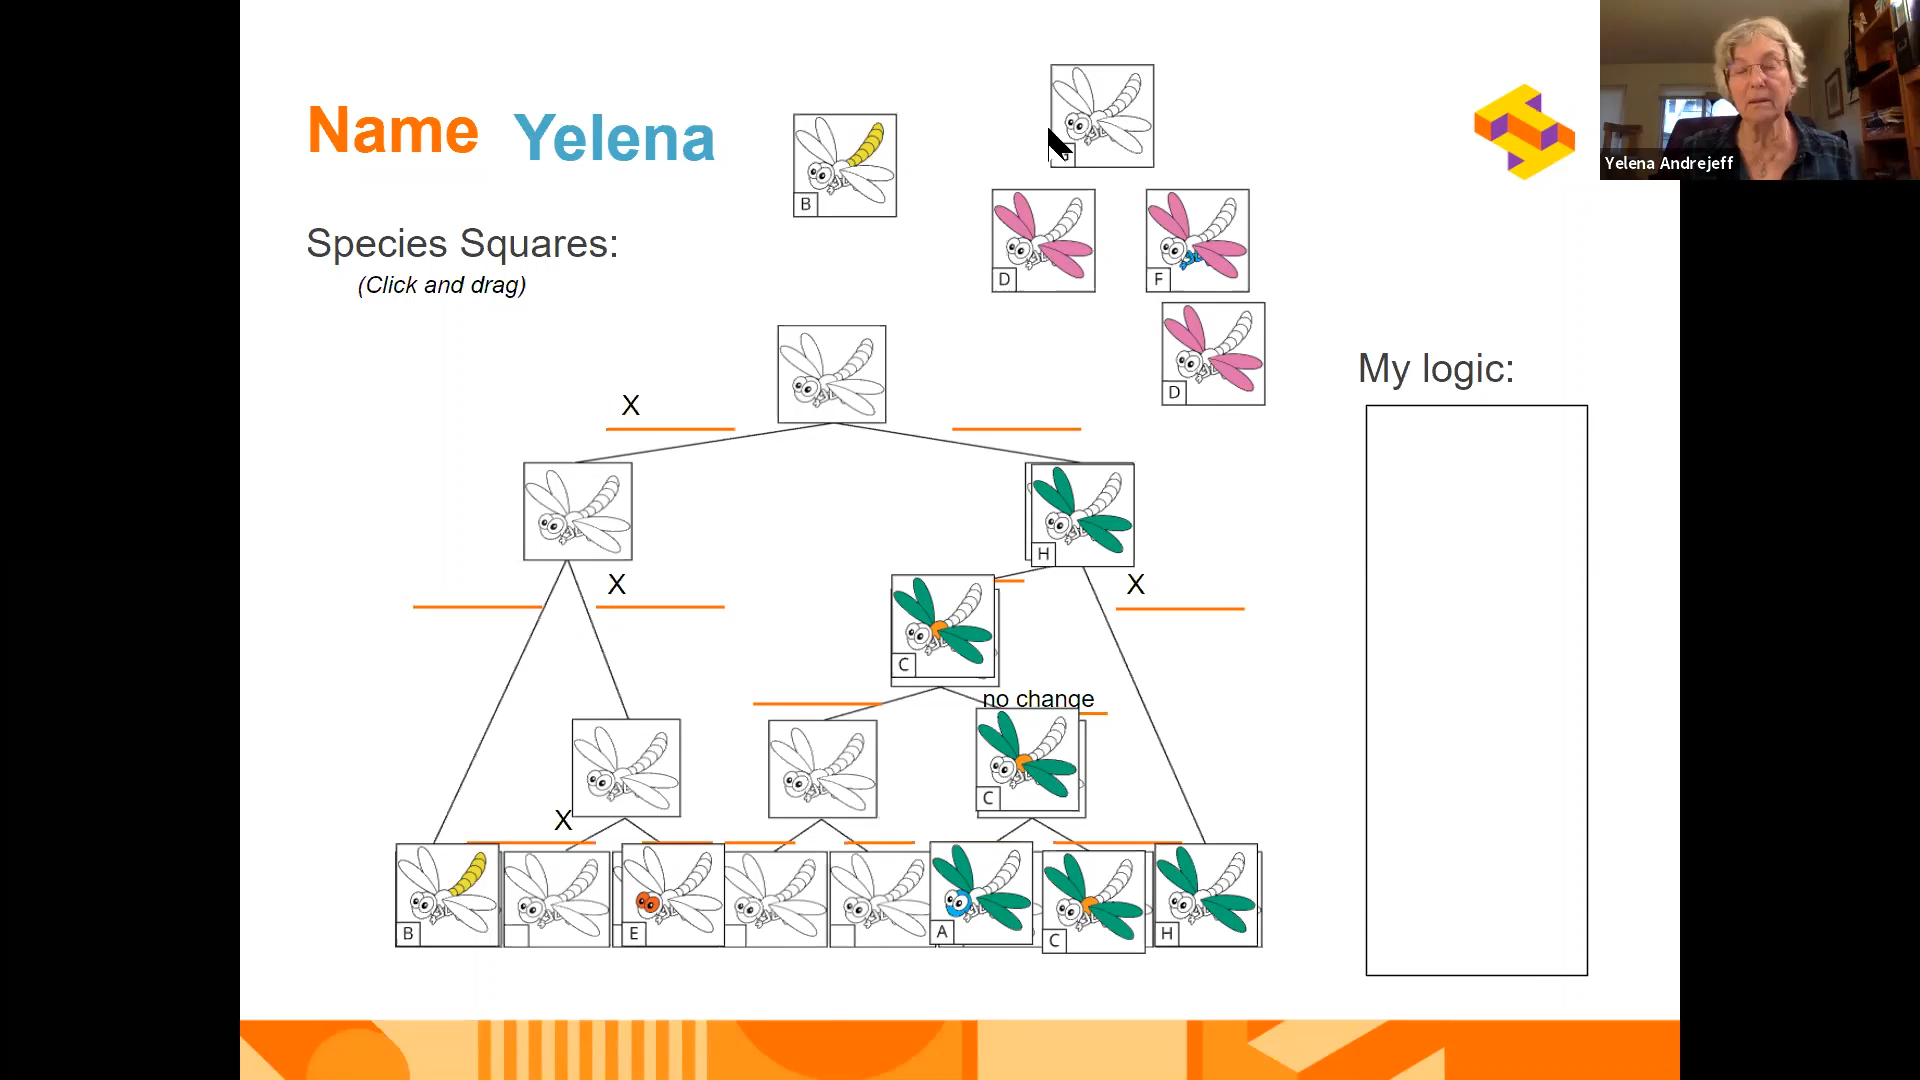 Name Yelena
B
D
F
Species Squares:
(Click and drag)
D
My logic:
X
H
X
X
C
no change
C
X
B
E
A
C
H
Yelena Andrejeff